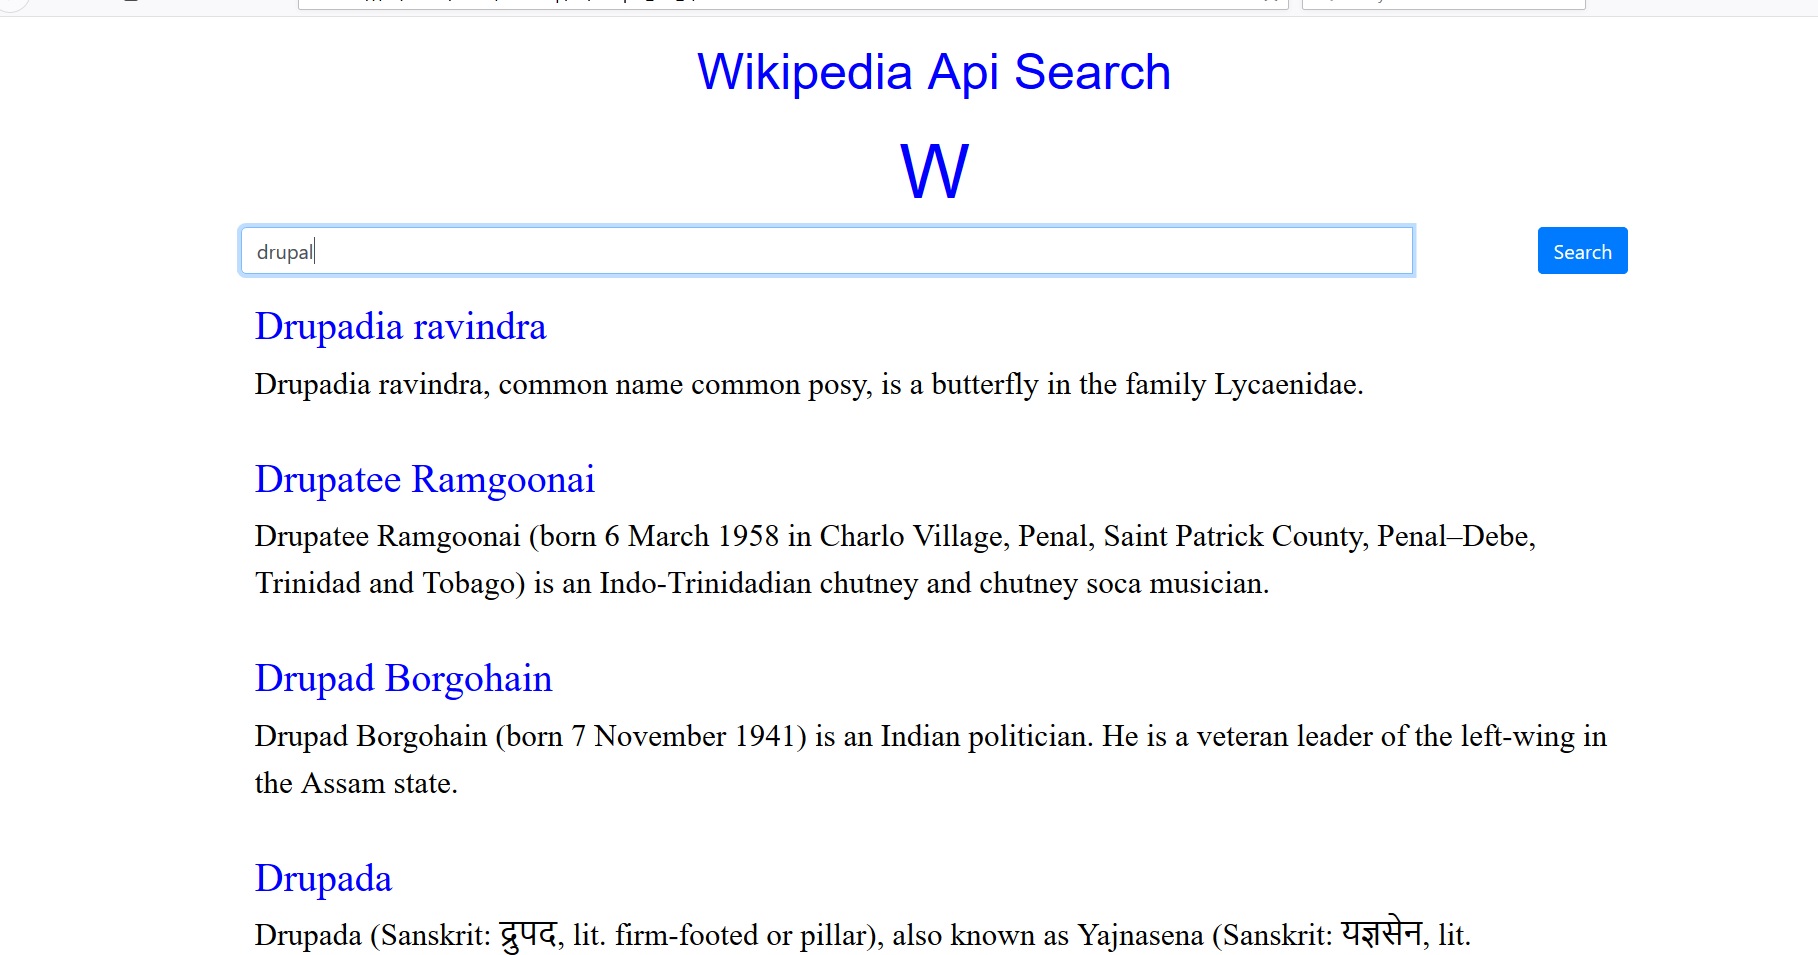 Wikipedia Api Search
W
drupal
Search
Drupadia ravindra
Drupadia ravindra, common name common posy, is a butterfly in the family Lycaenidae.
Drupatee Ramgoonai
Drupatee Ramgoonai (born 6 March 1958 in Charlo Village, Penal, Saint Patrick County, Penal–Debe,
Trinidad and Tobago) is an Indo-Trinidadian chutney and chutney soca musician.
Drupad Borgohain
Drupad Borgohain (born 7 November 1941) is an Indian politician. He is a veteran leader of the left-wing in
the Assam state.
Drupada
Drupada (Sanskrit: द्रुपद, lit. firm-footed or pillar), also known as Yajnasena (Sanskrit: यज्ञसेन, lit.